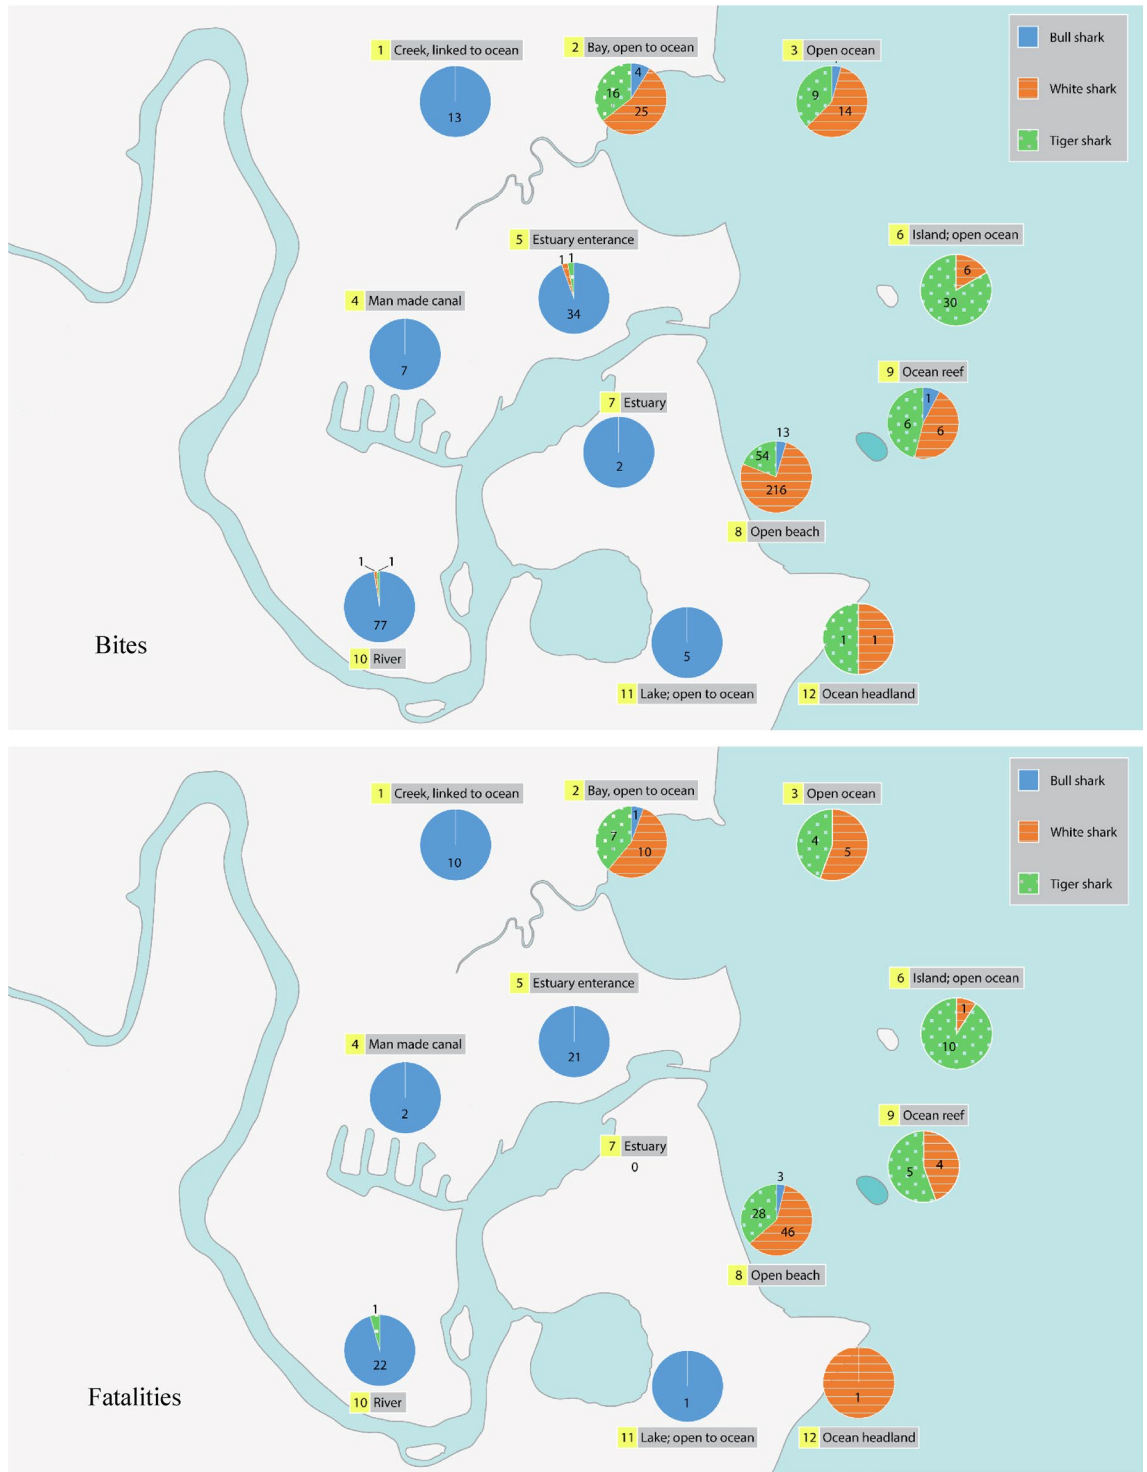 1 Creek, linked to ocean
13
2 Bay, open to ocean
4
16
25
3 Open ocean
9
14
Bull shark
White shark
Tiger shark
5 Estuary enterance
1 1
34
6 Island; open ocean
6
30
4 Man made canal
7
9 Ocean reef
1
6 6
7 Estuary
2
13
54
216
8 Open beach
1 1
77
10 River
Bites
5
11 Lake; open to ocean
1 1
12 Ocean headland
1 Creek, linked to ocean
10
2 Bay, open to ocean
1
7
10
3 Open ocean
4
5
Bull shark
White shark
Tiger shark
5 Estuary enterance
21
6 Island; open ocean
1
10
4 Man made canal
2
9 Ocean reef
5 4
7 Estuary
0
3
28
46
8 Open beach
1
22
10 River
Fatalities
1
11 Lake; open to ocean
1
12 Ocean headland